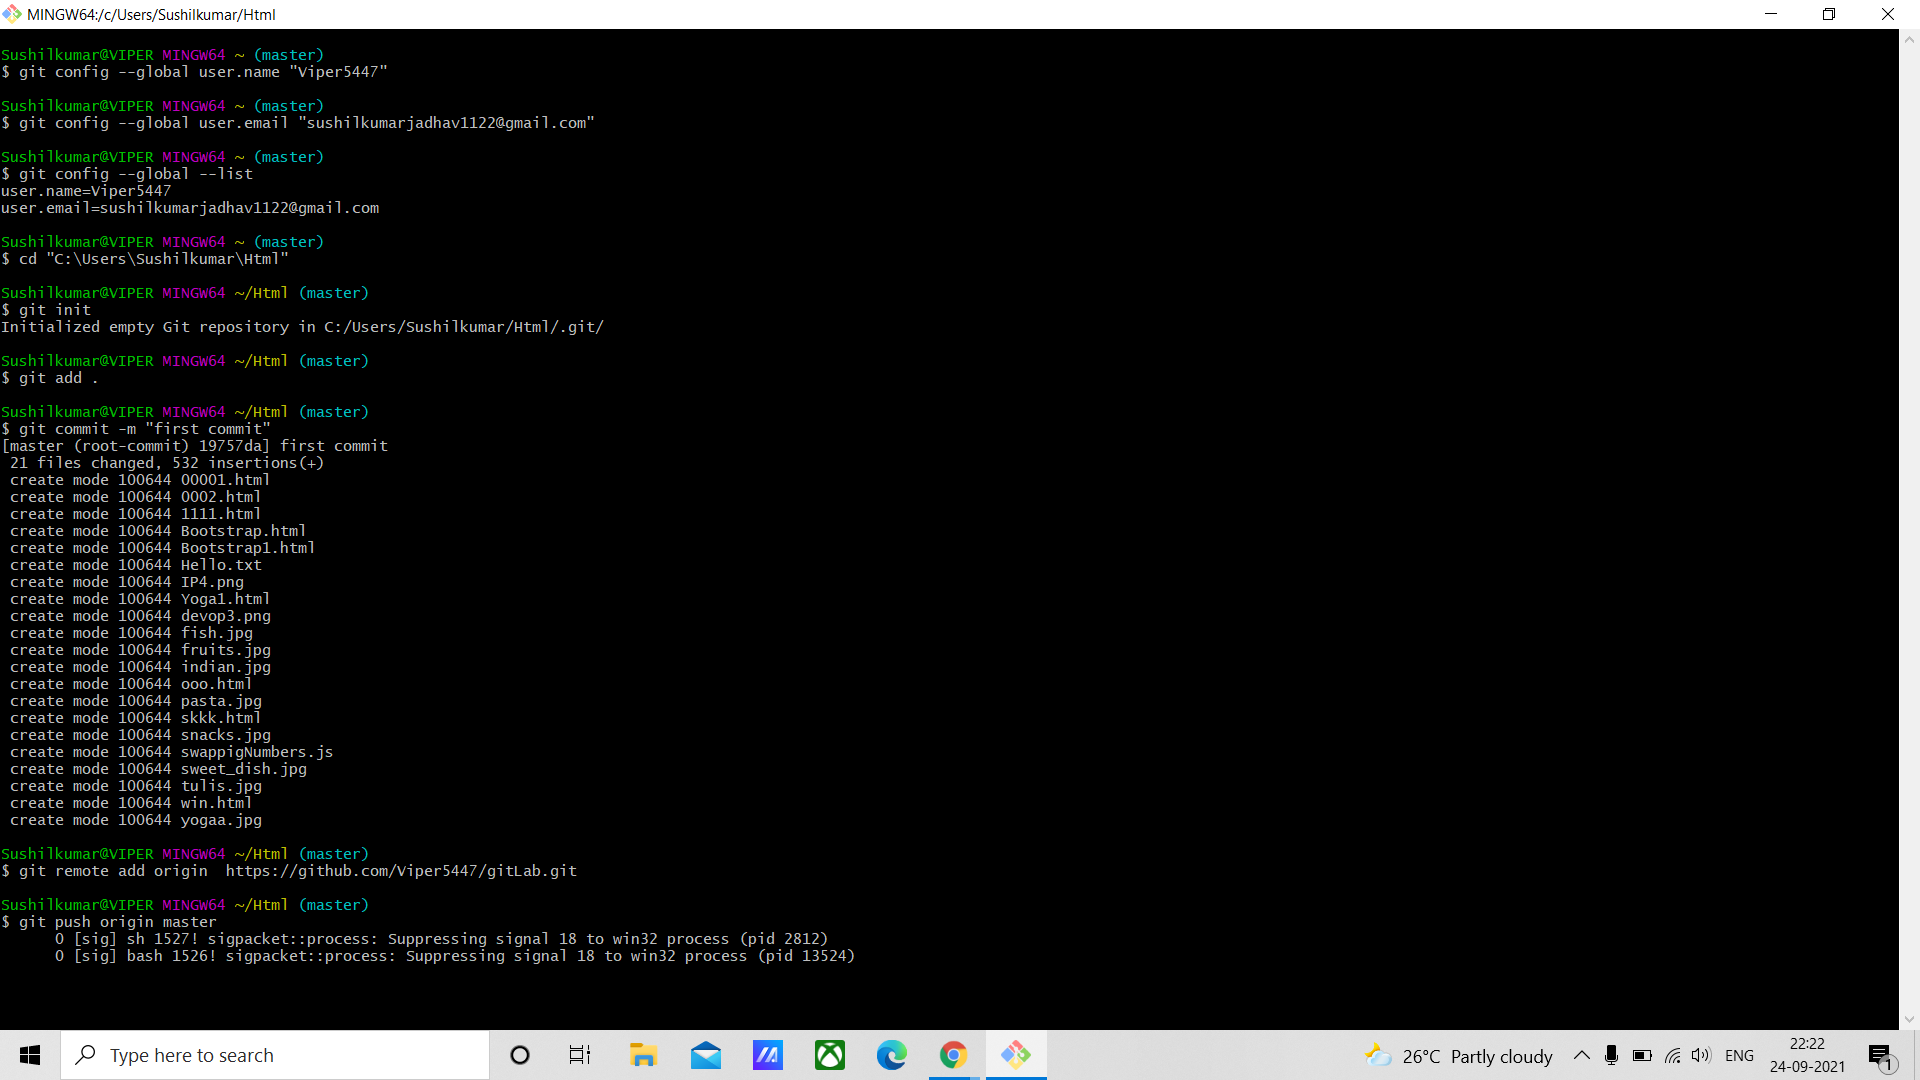 MINGW64:/c/Users/Sushilkumar/Html
Sushilkumar@VIPER MINGW64 ~ (master)
$ git config --global user.name "Viper5447"
Sushilkumar@VIPER MINGW64 ~ (master)
$ git config --global user.email "sushilkumarjadhav1122@gmail.com"
Sushilkumar@VIPER MINGW64 ~ (master)
$ git config --global --list
user.name=Viper5447
user.email=sushilkumarjadhav1122@gmail.com
Sushilkumar@VIPER MINGW64 ~ (master)
$ cd "C:\Users\Sushilkumar\Html"
Sushilkumar@VIPER MINGW64 ~/Html (master)
$ git init
Initialized empty Git repository in C:/Users/Sushilkumar/Html/.git/
Sushilkumar@VIPER MINGW64 ~/Html (master)
$ git add .
Sushilkumar@VIPER MINGW64 ~/Html (master)
$ git commit -m "first commit"
[master (root-commit) 19757da] first commit
 21 files changed, 532 insertions(+)
 create mode 100644 00001.html
 create mode 100644 0002.html
 create mode 100644 1111.html
 create mode 100644 Bootstrap.html
 create mode 100644 Bootstrap1.html
 create mode 100644 Hello.txt
 create mode 100644 IP4.png
 create mode 100644 Yoga1.html
 create mode 100644 devop3.png
 create mode 100644 fish.jpg
 create mode 100644 fruits.jpg
 create mode 100644 indian.jpg
 create mode 100644 ooo.html
 create mode 100644 pasta.jpg
 create mode 100644 skkk.html
 create mode 100644 snacks.jpg
 create mode 100644 swappigNumbers.js
 create mode 100644 sweet_dish.jpg
 create mode 100644 tulis.jpg
 create mode 100644 win.html
 create mode 100644 yogaa.jpg
Sushilkumar@VIPER MINGW64 ~/Html (master)
$ git remote add origin  https://github.com/Viper5447/gitLab.git
Sushilkumar@VIPER MINGW64 ~/Html (master)
$ git push origin master
      0 [sig] sh 1527! sigpacket::process: Suppressing signal 18 to win32 process (pid 2812)
      0 [sig] bash 1526! sigpacket::process: Suppressing signal 18 to win32 process (pid 13524)
Type here to search
26°C Partly cloudy
ENG
22:22
24-09-2021
1